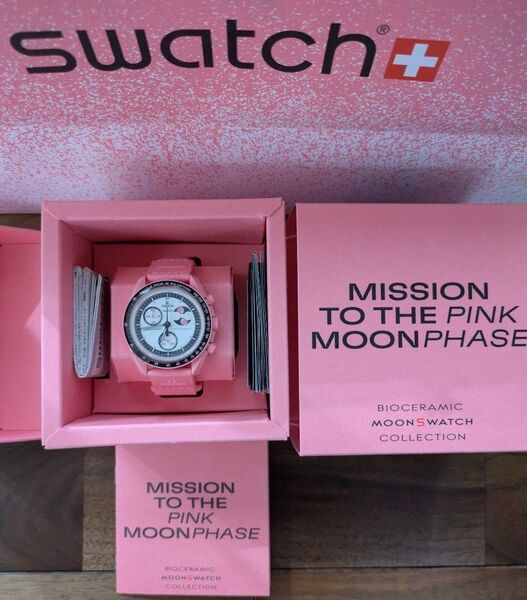 swatch®
MISSION
TO THE PINK
MOONPHASE
BIOCERAMIC
MOONSWATCH
COLLECTION
MISSION
TO THE
PINK
MOONPHASE
BIOCERAMIC
MOONSWATCH
COLLECTION